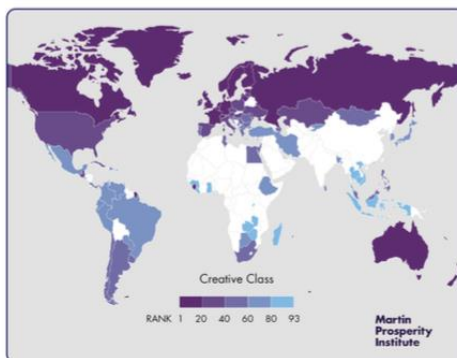 Creative Class
RANK 1 20 40 60 80 93
Martin
Prosperity
Institute